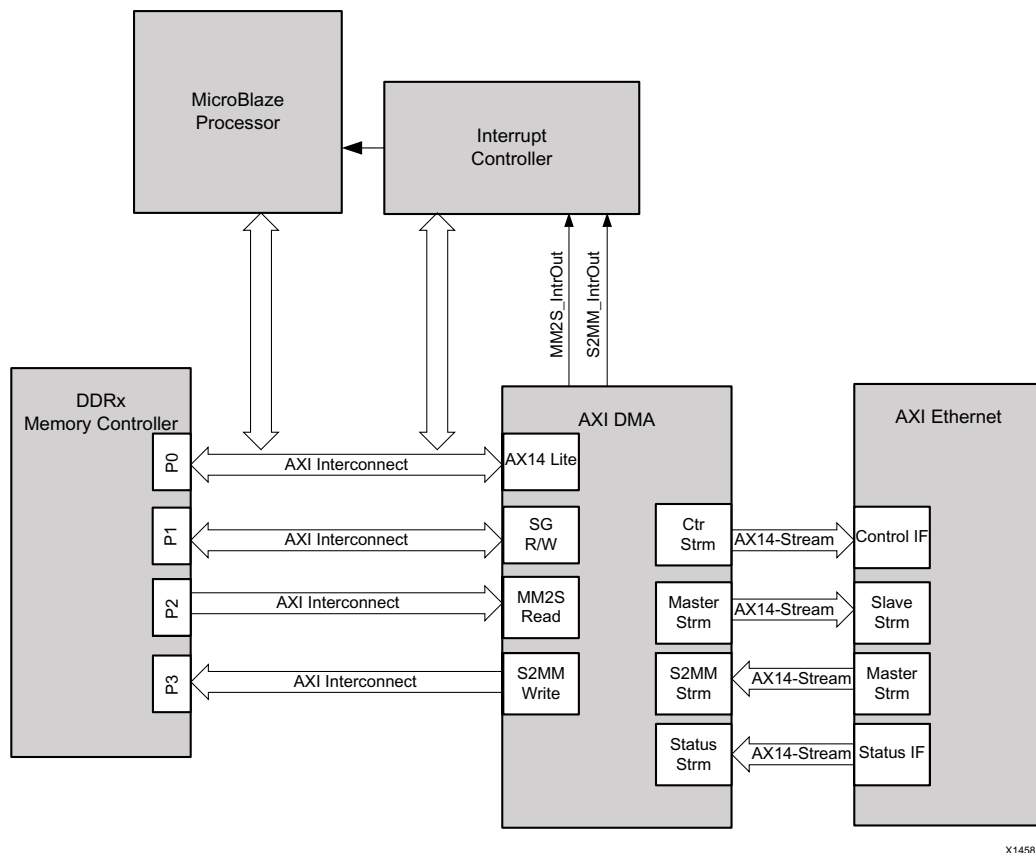 MicroBlaze
Processor
Interrupt
Controller
MM2S_IntrOut
S2MM_IntrOut
DDRx
Memory Controller
AXI DMA
AXI Ethernet
P0
AXI Interconnect
AX14 Lite
P1
AXI Interconnect
SG
R/W
Ctr
Strm
AX14-Stream
Control IF
P2
AXI Interconnect
MM2S
Read
Master
Strm
AX14-Stream
Slave
Strm
P3
AXI Interconnect
S2MM
Write
S2MM
Strm
AX14-Stream
Master
Strm
Status
Strm
AX14-Stream
Status IF